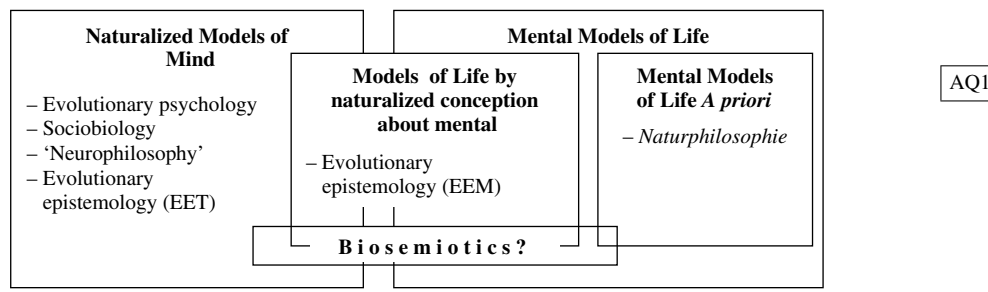 Naturalized Models of
Mind
– Evolutionary psychology
– Sociobiology
– ‘Neurophilosophy’
– Evolutionary
epistemology (EET)
Mental Models of Life
Models of Life by
naturalized conception
about mental
– Evolutionary
epistemology (EEM)
Mental Models
of Life A priori
– Naturphilosophie
Biosemiotics?
AQ1